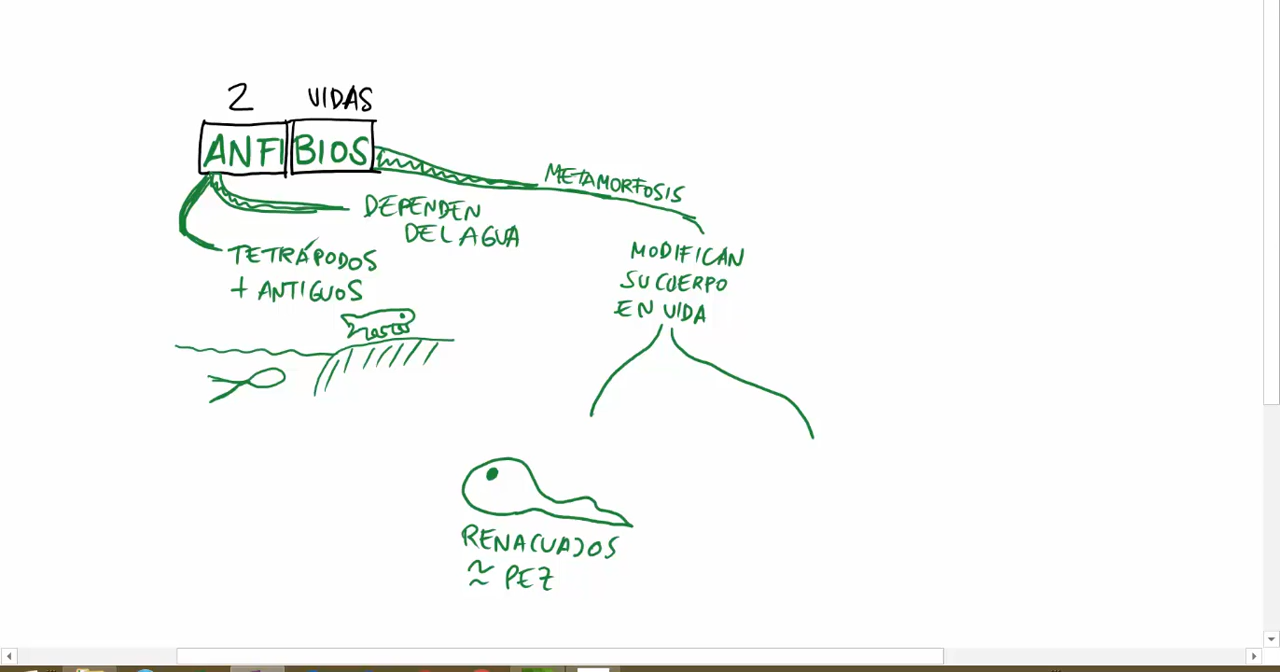 2 VIDAS
ANFI BIOS
METAMORFOSIS
DEPENDEN
DEL AGUA
TETRÁPODOS
+ ANTIGUOS
MODIFICAN
SU CUERPO
EN VIDA
RENACUAJOS
≈ PEZ